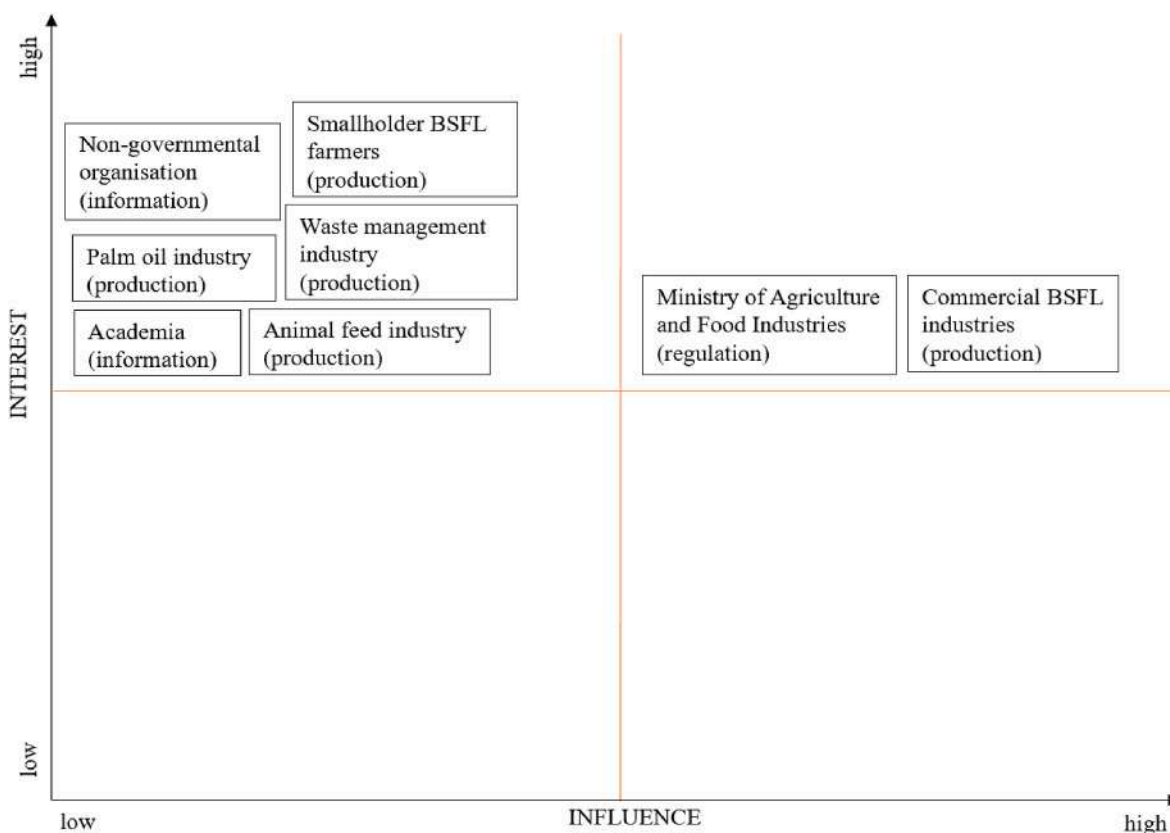 high
Non-governmental
organisation
(information)
Smallholder BSFL
farmers
(production)
Palm oil industry
(production)
Waste management
industry
(production)
Academia
(information)
Animal feed industry
(production)
Ministry of Agriculture
and Food Industries
(regulation)
Commercial BSFL
industries
(production)
INTEREST
low
low
INFLUENCE
high